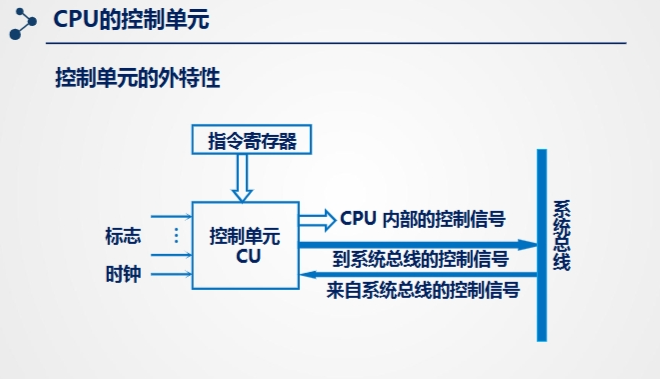 CPU的控制单元
控制单元的外特性
指令寄存器
标志
时钟
控制单元
CU
CPU 内部的控制信号
到系统总线的控制信号
来自系统总线的控制信号
系统总线